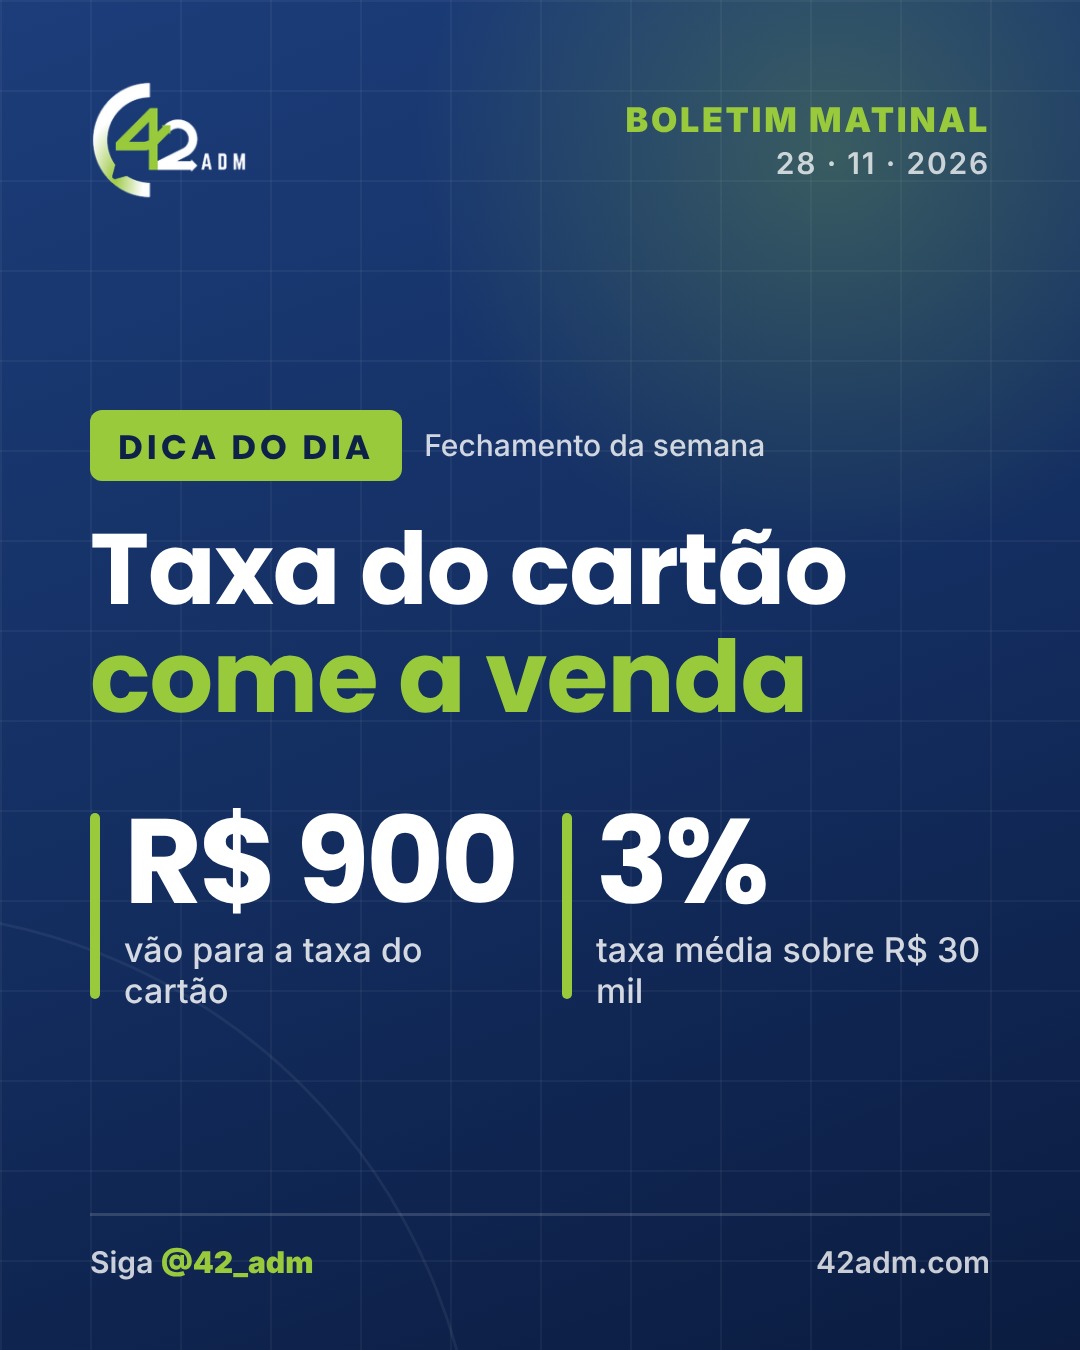 42 ADM
BOLETIM MATINAL
28 · 11 · 2026
DICA DO DIA
Fechamento da semana
Taxa do cartão
come a venda
R$ 900
vão para a taxa do
cartão
3%
taxa média sobre R$ 30
mil
Siga @42_adm
42adm.com